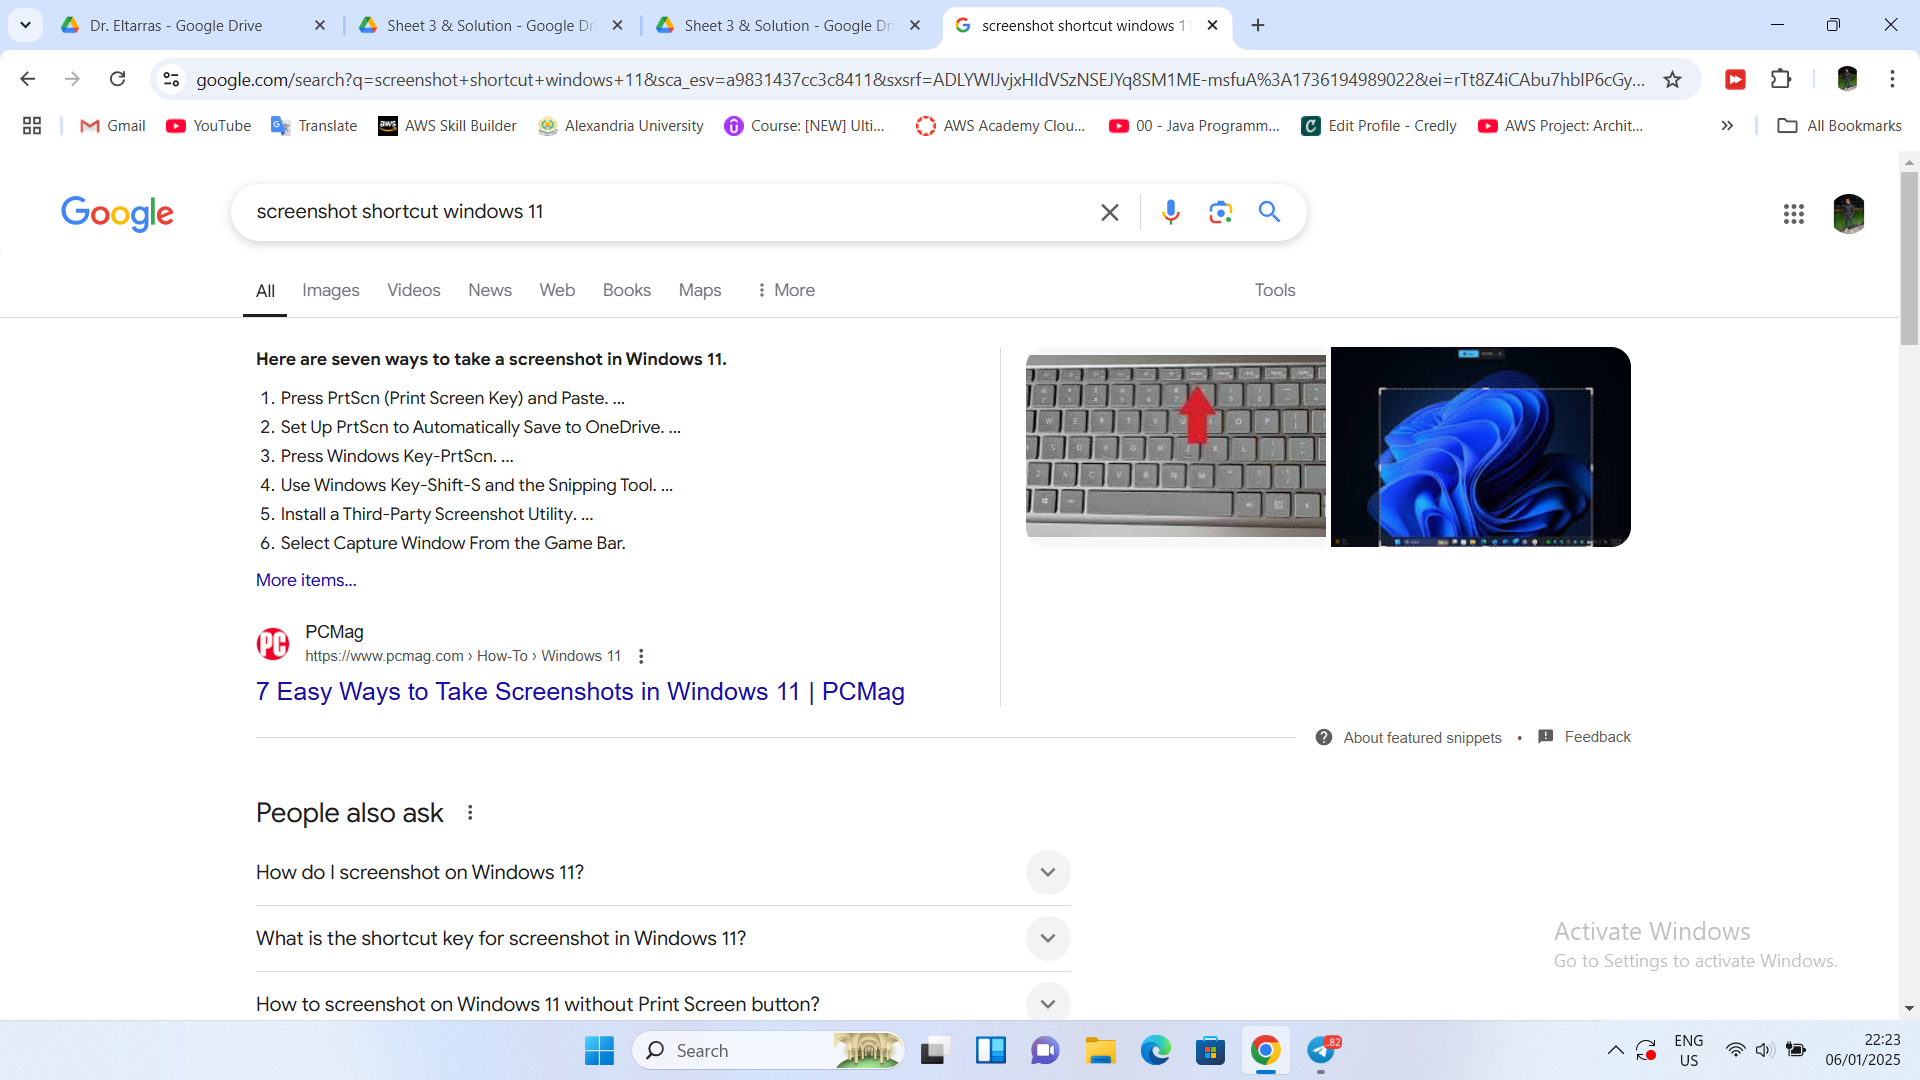 Dr. Eltarras - Google Drive
Sheet 3 & Solution - Google Dr
Sheet 3 & Solution - Google Dr
screenshot shortcut windows 11
google.com/search?q=screenshot+shortcut+windows+11&sca_esv=a9831437cc3c8411&sxsrf=ADLYWIJvjxHIdVSzNSEJYq8SM1ME-msfuA%3A1736194989022&ei=rTt8Z4iCAbu7hbIP6cGy...
Gmail
YouTube
Translate
AWS Skill Builder
Alexandria University
Course: [NEW] Ulti...
AWS Academy Clou...
00 - Java Programm...
Edit Profile - Credly
AWS Project: Archit...
All Bookmarks
Google
screenshot shortcut windows 11
All
Images
Videos
News
Web
Books
Maps
More
Tools
Here are seven ways to take a screenshot in Windows 11.
1. Press PrtScn (Print Screen Key) and Paste. ...
2. Set Up PrtScn to Automatically Save to OneDrive. ...
3. Press Windows Key-PrtScn. ...
4. Use Windows Key-Shift-S and the Snipping Tool. ...
5. Install a Third-Party Screenshot Utility. ...
6. Select Capture Window From the Game Bar.
More items...
PC
PCMag
https://www.pcmag.com › How-To › Windows 11
7 Easy Ways to Take Screenshots in Windows 11 | PCMag
About featured snippets • Feedback
People also ask
How do I screenshot on Windows 11?
What is the shortcut key for screenshot in Windows 11?
How to screenshot on Windows 11 without Print Screen button?
Activate Windows
Go to Settings to activate Windows.
Search
..82
ENG
US
22:23
06/01/2025